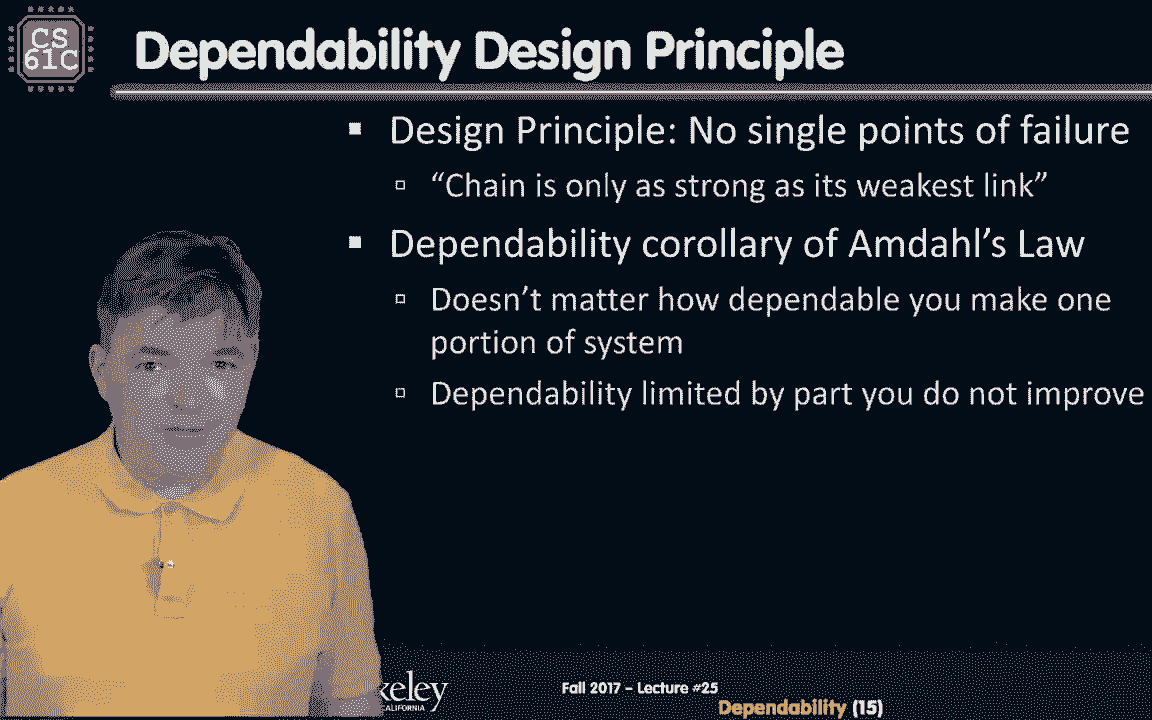 CS
61C
Dependability Design Principle
Design Principle: No single points of failure
“Chain is only as strong as its weakest link”
Dependability corollary of Amdahl’s Law
Doesn’t matter how dependable you make one
portion of system
Dependability limited by part you do not improve
keley
CALIFORNIA
Fall 2017 – Lecture #25
Dependability (15)